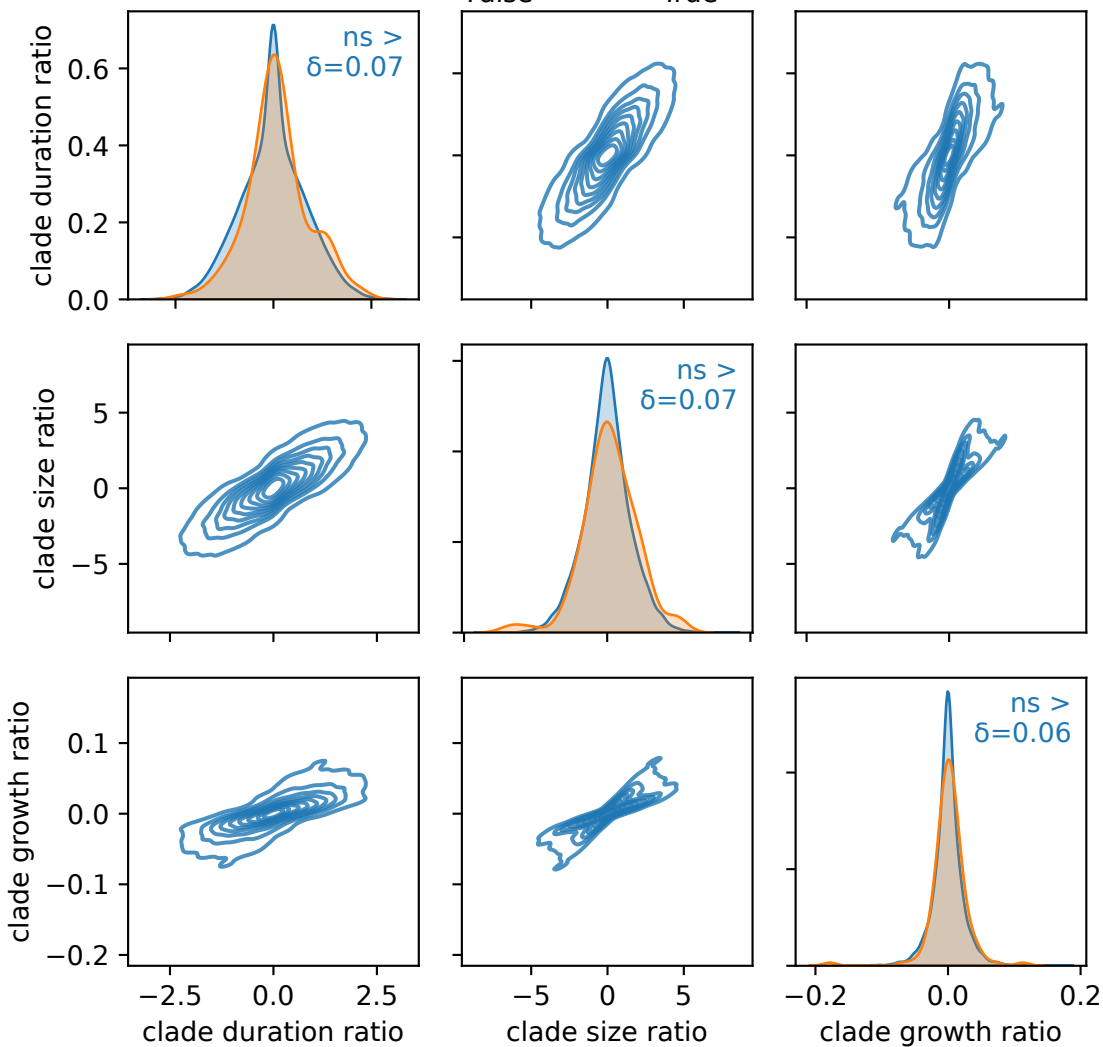 False True
clade duration ratio
0.6
0.4
0.2
0.0
ns >
δ=0.07
clade size ratio
5
0
−5
ns >
δ=0.07
clade growth ratio
0.1
0.0
−0.1
−0.2
ns >
δ=0.06
−2.5 0.0 2.5
−5 0 5
−0.2 0.0 0.2
clade duration ratio
clade size ratio
clade growth ratio